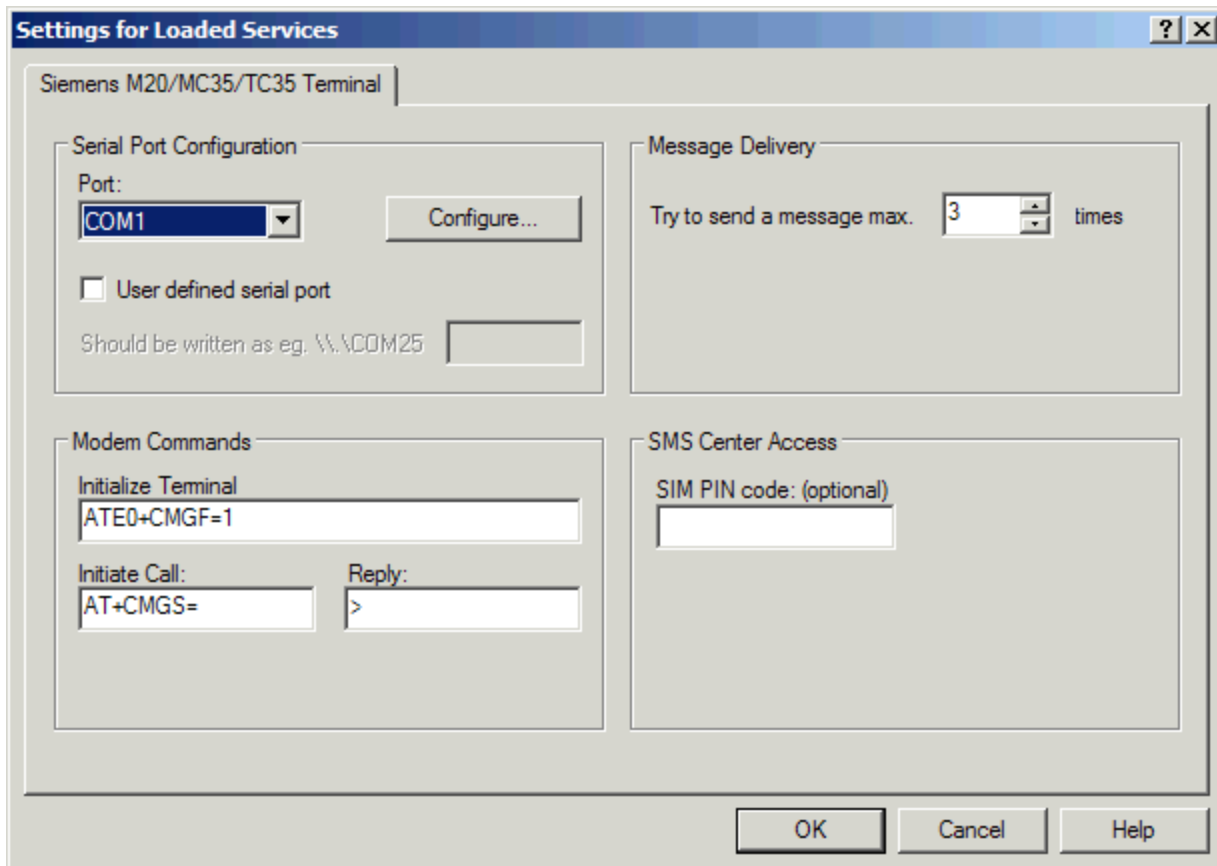 Settings for Loaded Services
Siemens M20/MC35/TC35 Terminal
Serial Port Configuration
Port:
COM1
Configure...
User defined serial port
Should be written as eg. \\.\COM25
Message Delivery
Try to send a message max. 3 times
Modem Commands
Initialize Terminal
ATE0+CMGF=1
Initiate Call: Reply:
AT+CMGS= >
SMS Center Access
SIM PIN code: (optional)
OK Cancel Help